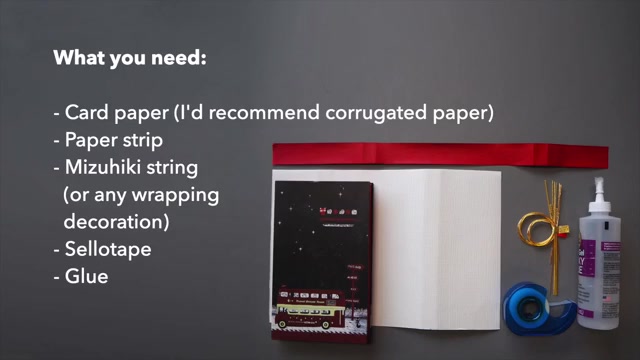 What you need:
- Card paper (I'd recommend corrugated paper)
- Paper strip
- Mizuhiki string
(or any wrapping
decoration)
- Sellotape
- Glue